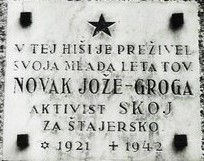 V TEJ HIŠI JE PREŽIVEL
SVOJA MLADA LETA TOV.
NOVAK JOŽE-GROGA
AKTIVIST SKOJ
ZA ŠTAJERSKO
☆ 1921 ✝ 1942